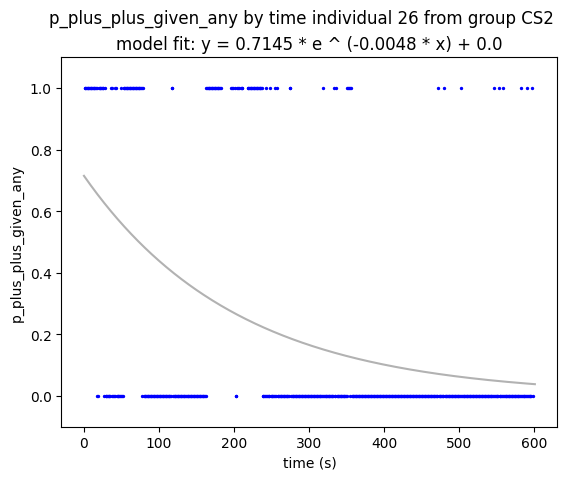 p_plus_plus_given_any by time individual 26 from group CS2
model fit: y = 0.7145 * e ^ (-0.0048 * x) + 0.0
1.0
0.8
0.6
0.4
0.2
0.0
p_plus_plus_given_any
0 100 200 300 400 500 600
time (s)